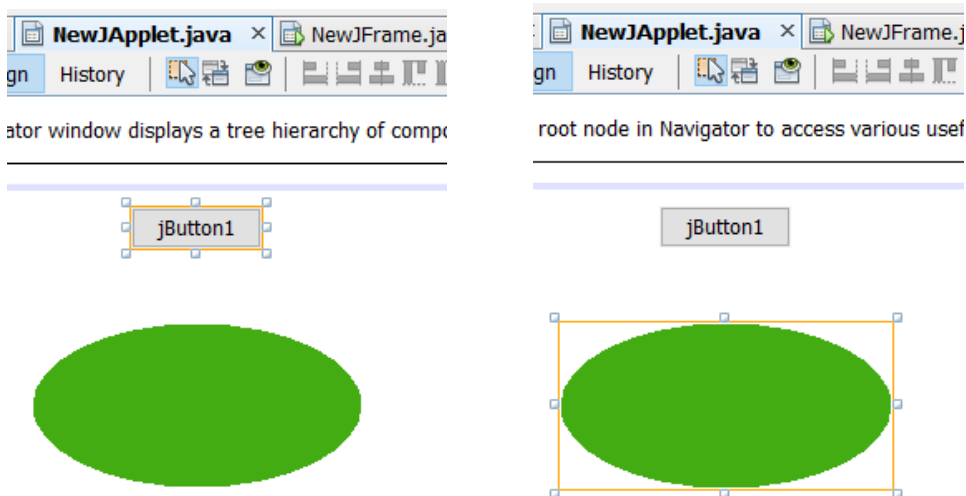 NewJApplet.java × NewJFrame.ja
gn History
ator window displays a tree hierarchy of compo
jButton1
NewJApplet.java × NewJFrame.j
gn History
root node in Navigator to access various usef
jButton1